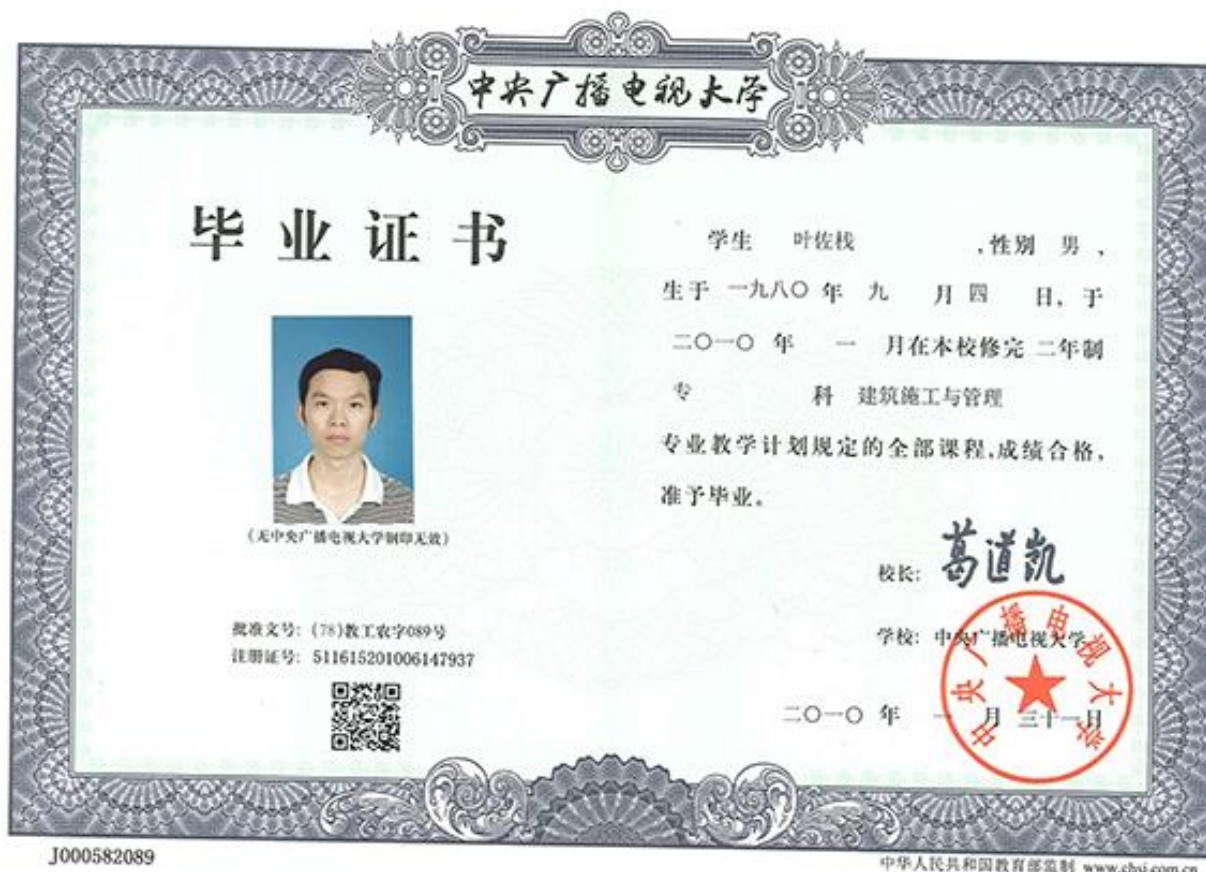 中央广播电视大学
毕业证书
(无中央广播电视大学钢印无效)
批准文号: (78)教工农字089号
注册证号: 511615201006147937
学生 叶佐栈 ,性别 男 ,
生于 一九八〇 年 九 月 四 日, 于
二〇一〇 年 一 月在本校修完 二年制
专 科 建筑施工与管理
专业教学计划规定的全部课程,成绩合格,
准予毕业。
校长: 葛道凯
学校: 中央广播电视大学
二〇一〇 年 一 月 三十一日
中央广播电视大学
J000582089
中华人民共和国教育部监制 www.chsi.com.cn